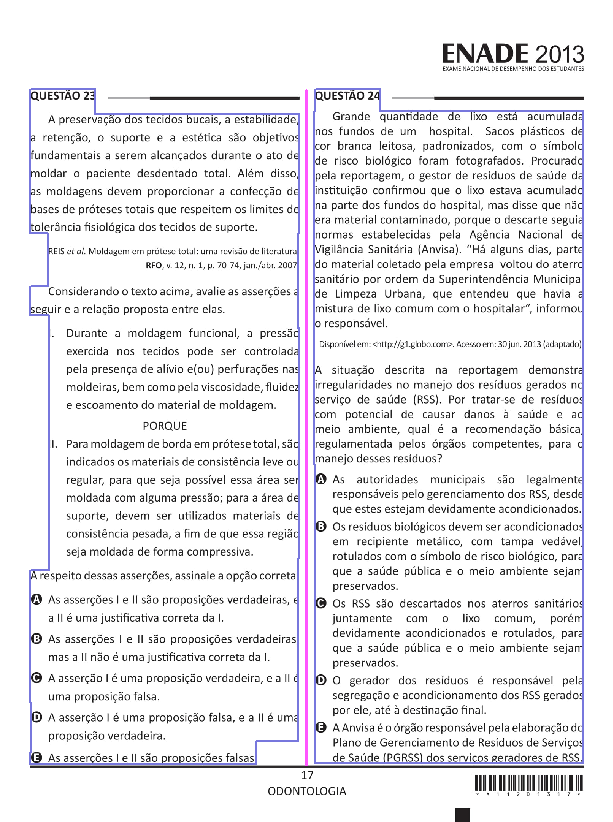 ENADE 2013
EXAME NACIONAL DE DESEMPENHO DOS ESTUDANTES
QUESTÃO 23
A preservação dos tecidos bucais, a estabilidade,
a retenção, o suporte e a estética são objetivos
fundamentais a serem alcançados durante o ato de
moldar o paciente desdentado total. Além disso,
as moldagens devem proporcionar a confecção de
bases de próteses totais que respeitem os limites de
tolerância fisiológica dos tecidos de suporte.
REIS et al. Moldagem em prótese total: uma revisão de literatura
RFO, v. 12, n. 1, p. 70-74, jan./abr. 2007
Considerando o texto acima, avalie as asserções a
seguir e a relação proposta entre elas.
I. Durante a moldagem funcional, a pressão
exercida nos tecidos pode ser controlada
pela presença de alívio e(ou) perfurações nas
moldeiras, bem como pela viscosidade, fluidez
e escoamento do material de moldagem.
PORQUE
II. Para moldagem de borda em prótese total, são
indicados os materiais de consistência leve ou
regular, para que seja possível essa área ser
moldada com alguma pressão; para a área de
suporte, devem ser utilizados materiais de
consistência pesada, a fim de que essa região
seja moldada de forma compressiva.
A respeito dessas asserções, assinale a opção correta
A As asserções I e II são proposições verdadeiras, e
a II é uma justificativa correta da I.
B As asserções I e II são proposições verdadeiras
mas a II não é uma justificativa correta da I.
C A asserção I é uma proposição verdadeira, e a II é
uma proposição falsa.
D A asserção I é uma proposição falsa, e a II é uma
proposição verdadeira.
E As asserções I e II são proposições falsas
QUESTÃO 24
Grande quantidade de lixo está acumulada
nos fundos de um hospital. Sacos plásticos de
cor branca leitosa, padronizados, com o símbolo
de risco biológico foram fotografados. Procurado
pela reportagem, o gestor de resíduos de saúde da
instituição confirmou que o lixo estava acumulado
na parte dos fundos do hospital, mas disse que não
era material contaminado, porque o descarte seguia
normas estabelecidas pela Agência Nacional de
Vigilância Sanitária (Anvisa). "Há alguns dias, parte
do material coletado pela empresa voltou do aterro
sanitário por ordem da Superintendência Municipal
de Limpeza Urbana, que entendeu que havia a
mistura de lixo comum com o hospitalar", informou
o responsável.
Disponível em: <http://g1.globo.com>. Acesso em: 30 jun. 2013 (adaptado)
A situação descrita na reportagem demonstra
irregularidades no manejo dos resíduos gerados no
serviço de saúde (RSS). Por tratar-se de resíduos
com potencial de causar danos à saúde e ao
meio ambiente, qual é a recomendação básica,
regulamentada pelos órgãos competentes, para o
manejo desses resíduos?
A As autoridades municipais são legalmente
responsáveis pelo gerenciamento dos RSS, desde
que estes estejam devidamente acondicionados.
B Os resíduos biológicos devem ser acondicionados
em recipiente metálico, com tampa vedável,
rotulados com o símbolo de risco biológico, para
que a saúde pública e o meio ambiente sejam
preservados.
C Os RSS são descartados nos aterros sanitários
juntamente com o lixo comum, porém
devidamente acondicionados e rotulados, para
que a saúde pública e o meio ambiente sejam
preservados.
D O gerador dos resíduos é responsável pela
segregação e acondicionamento dos RSS gerados
por ele, até à destinação final.
E A Anvisa é o órgão responsável pela elaboração do
Plano de Gerenciamento de Resíduos de Serviços
de Saúde (PGRSS) dos serviços geradores de RSS.
17
ODONTOLOGIA